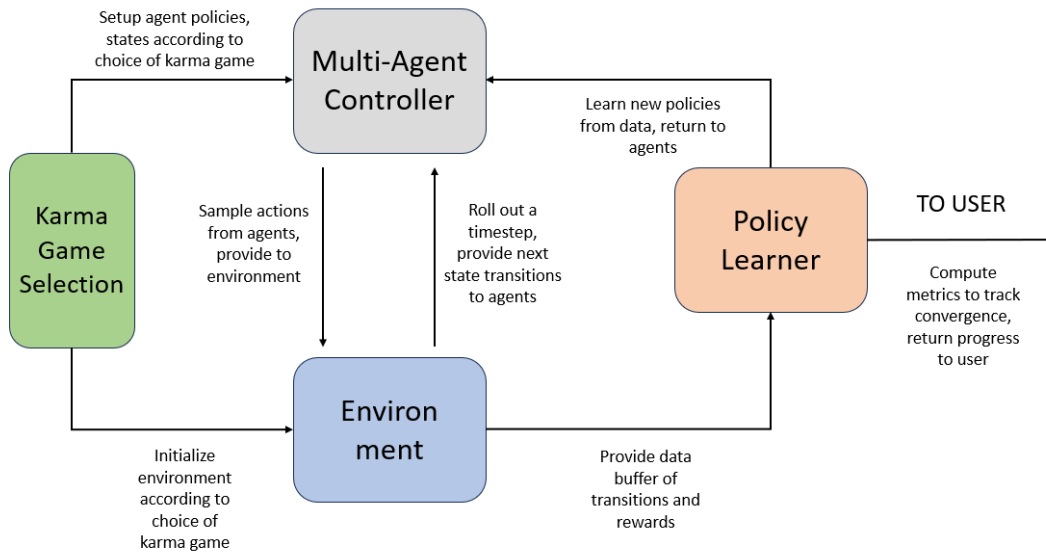 Setup agent policies,
states according to
choice of karma game
Multi-Agent
Controller
Learn new policies
from data, return to
agents
Karma
Game
Selection
Sample actions
from agents,
provide to
environment
Roll out a
timestep,
provide next
state transitions
to agents
Policy
Learner
TO USER
Compute
metrics to track
convergence,
return progress
to user
Environ
ment
Initialize
environment
according to
choice of
karma game
Provide data
buffer of
transitions and
rewards